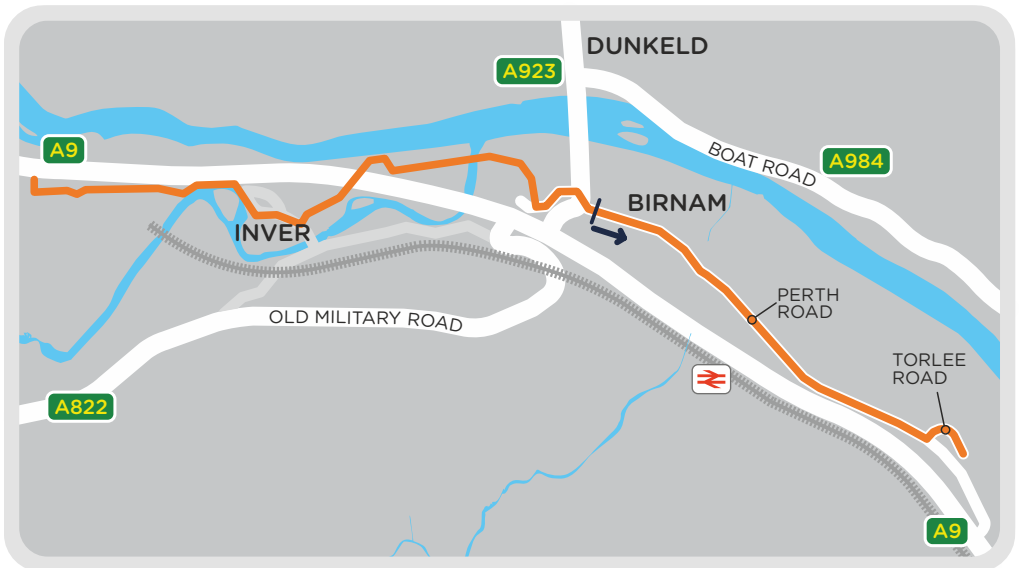 DUNKELD
A923
A9
BOAT ROAD
A984
BIRNAM
INVER
PERTH
ROAD
OLD MILITARY ROAD
TORLEE
ROAD
A822
A9